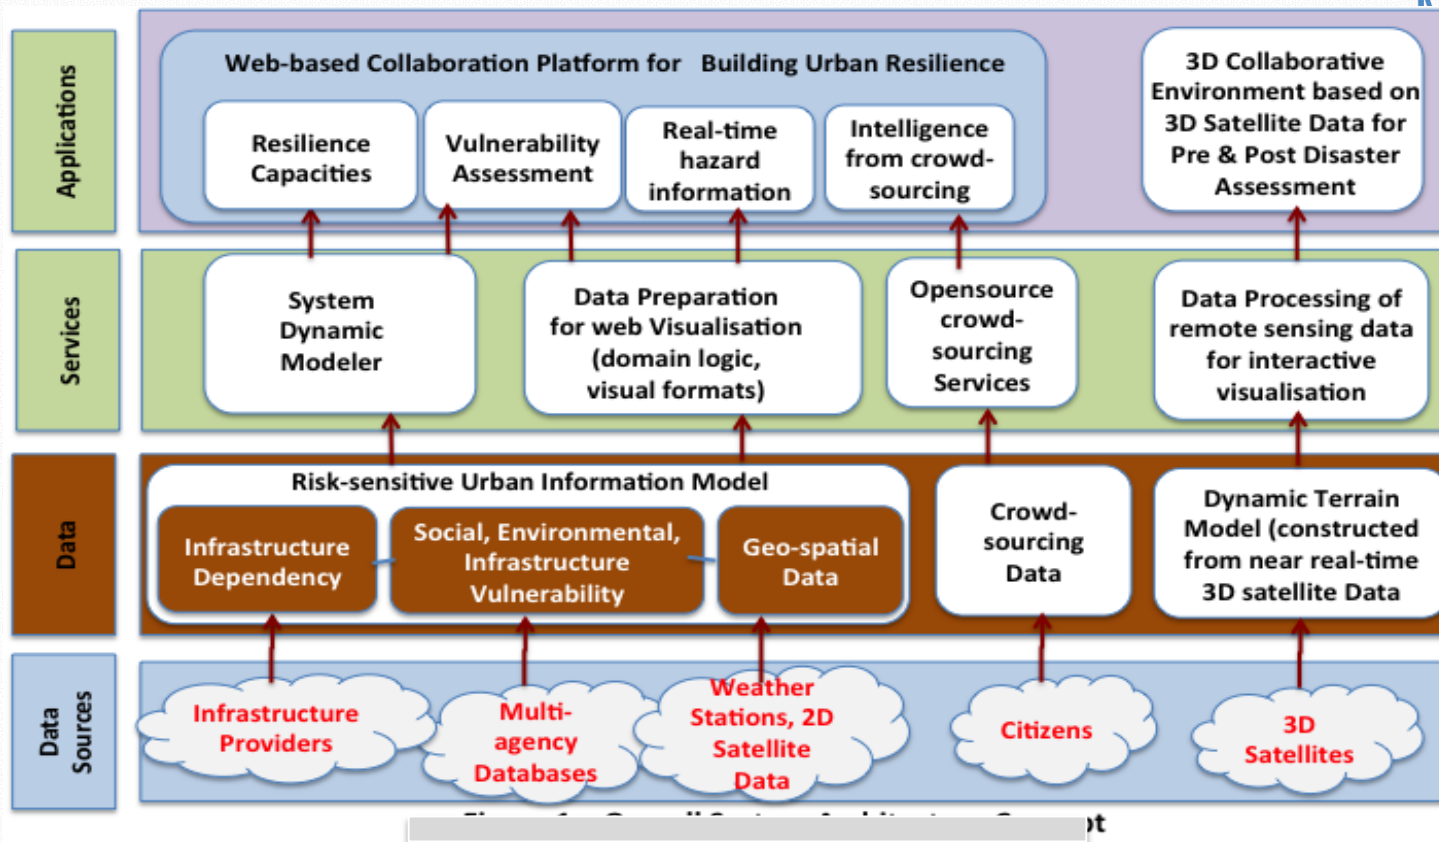 Applications
Web-based Collaboration Platform for Building Urban Resilience
Resilience
Capacities
Vulnerability
Assessment
Real-time
hazard
information
Intelligence
from crowd-
sourcing
3D Collaborative
Environment based on
3D Satellite Data for
Pre & Post Disaster
Assessment
Services
System
Dynamic
Modeler
Data Preparation
for web Visualisation
(domain logic,
visual formats)
Opensource
crowd-
sourcing
Services
Data Processing of
remote sensing data
for interactive
visualisation
Data
Risk-sensitive Urban Information Model
Infrastructure
Dependency
Social, Environmental,
Infrastructure
Vulnerability
Geo-spatial
Data
Crowd-
sourcing
Data
Dynamic Terrain
Model (constructed
from near real-time
3D satellite Data
Data
Sources
Infrastructure
Providers
Multi-
agency
Databases
Weather
Stations, 2D
Satellite
Data
Citizens
3D
Satellites